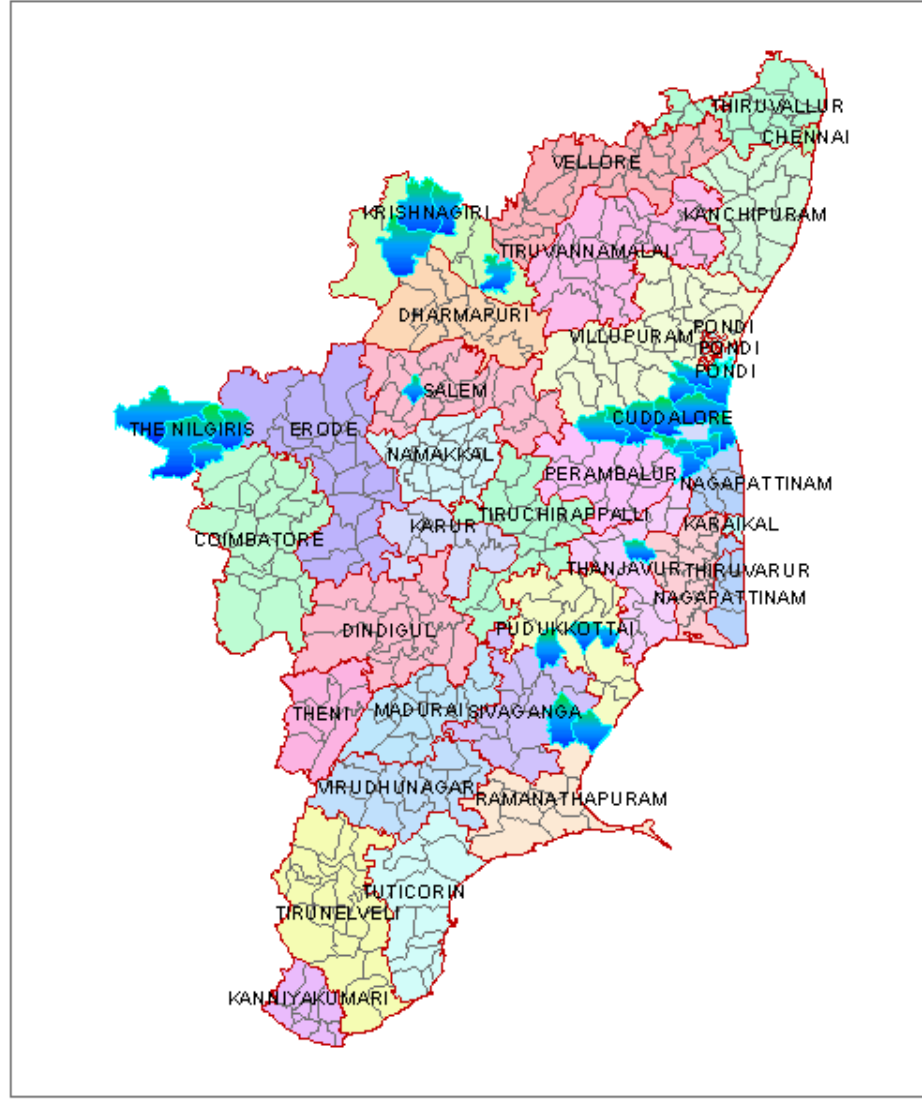 THIRUVALLUR
CHENNAI
VELLORE
KRISHNAGIRI
KANCHIPURAM
TIRUVANNAMALAI
DHARMAPURI
PONDI
VILLUPURAM
PONDI
PONDI
SALEM
CUDDALORE
THE NILGIRIS
ERODE
NAMAKKAL
PERAMBALUR
NAGAPATTINAM
TIRUCHIRAPPALLI
KARUR
KARAIKAL
COIMBATORE
THANJAVUR
THIRUVARUR
NAGAPATTINAM
DINDIGUL
PUDUKKOTTAI
THENI
MADURAI
SIVAGANGA
VIRUDHUNAGAR
RAMANATHAPURAM
TUTICORIN
TIRUNELVELI
KANNIYAKUMARI